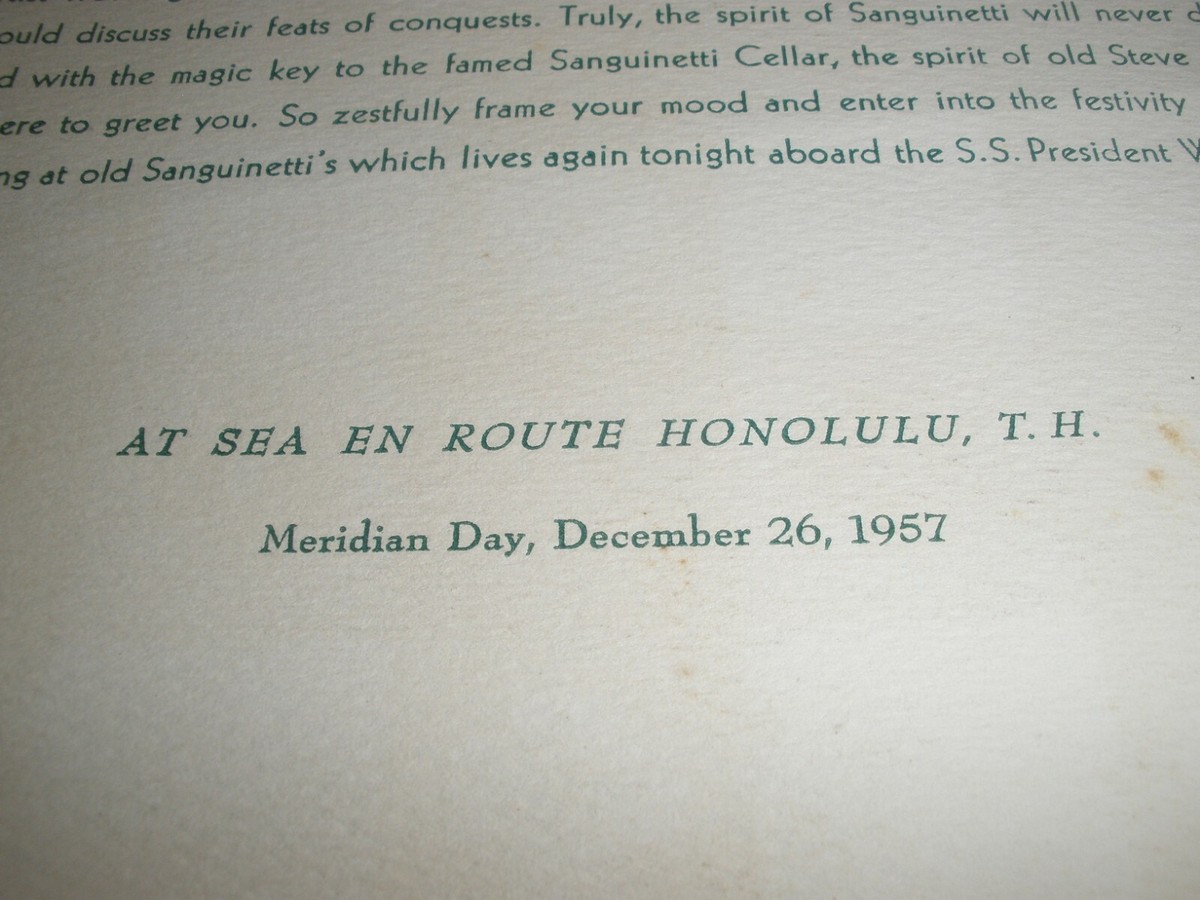 ould discuss their feats of conquests. Truly, the spirit of Sanguinetti will never
d with the magic key to the famed Sanguinetti Cellar, the spirit of old Steve
ere to greet you. So zestfully frame your mood and enter into the festivity
ng at old Sanguinetti's which lives again tonight aboard the S.S. President
AT SEA EN ROUTE HONOLULU, T. H.
Meridian Day, December 26, 1957